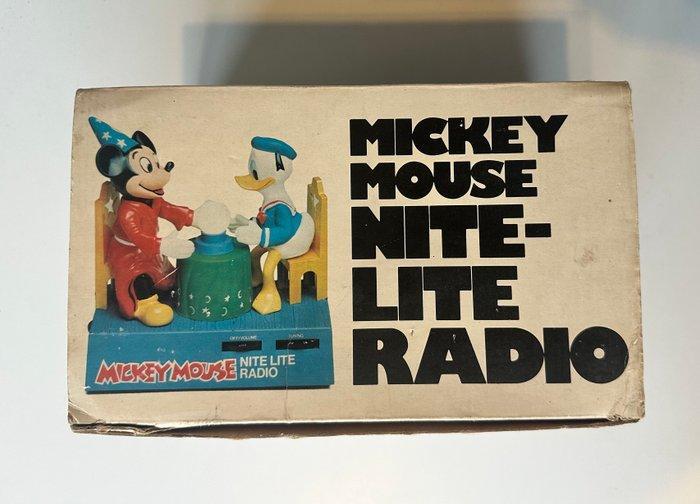 MICKEY
MOUSE
NITE-
LITE
RADIO
OFF/VOLUME
TUNING
MICKEY MOUSE NITE LITE
RADIO